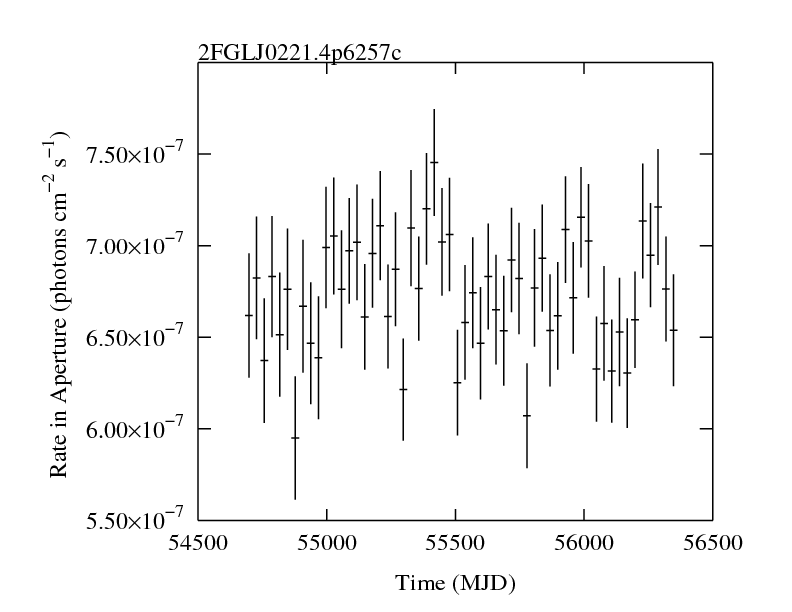 2FGLJ0221.4p6257c
Rate in Aperture (photons cm⁻² s⁻¹)
7.50×10⁻⁷
7.00×10⁻⁷
6.50×10⁻⁷
6.00×10⁻⁷
5.50×10⁻⁷
54500 55000 55500 56000 56500
Time (MJD)